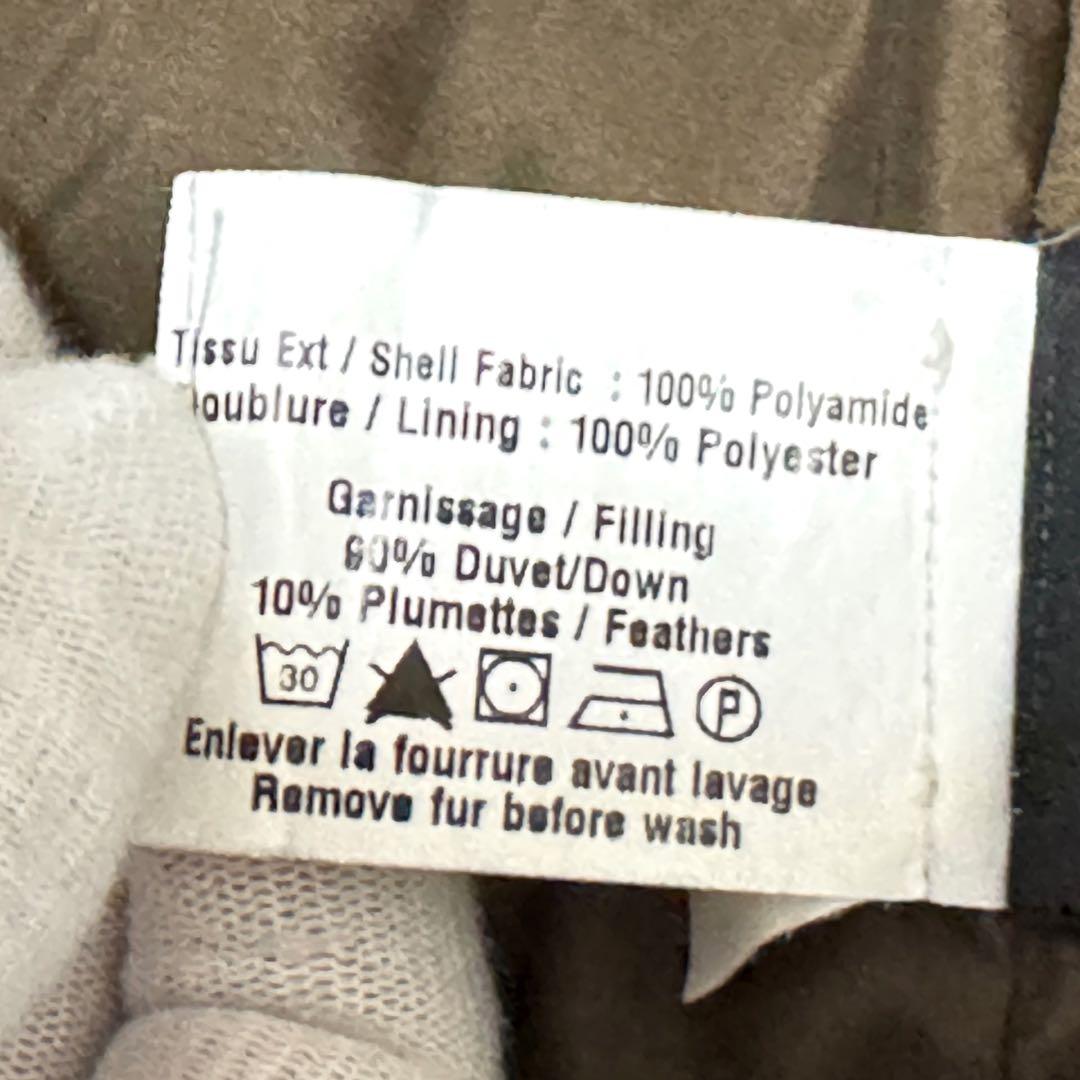 Tissu Ext / Shell Fabric : 100% Polyamide
oublure / Lining : 100% Polyester
Garnissage / Filling
90% Duvet/Down
10% Plumettes / Feathers
30 P
Enlever la fourrure avant lavage
Remove fur before wash